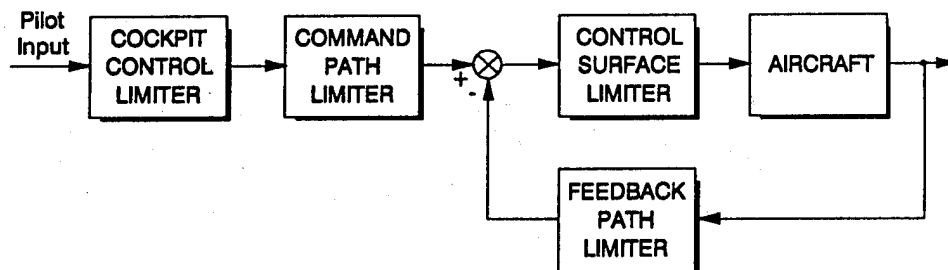 Pilot
Input
COCKPIT
CONTROL
LIMITER
COMMAND
PATH
LIMITER
+
-
CONTROL
SURFACE
LIMITER
AIRCRAFT
FEEDBACK
PATH
LIMITER